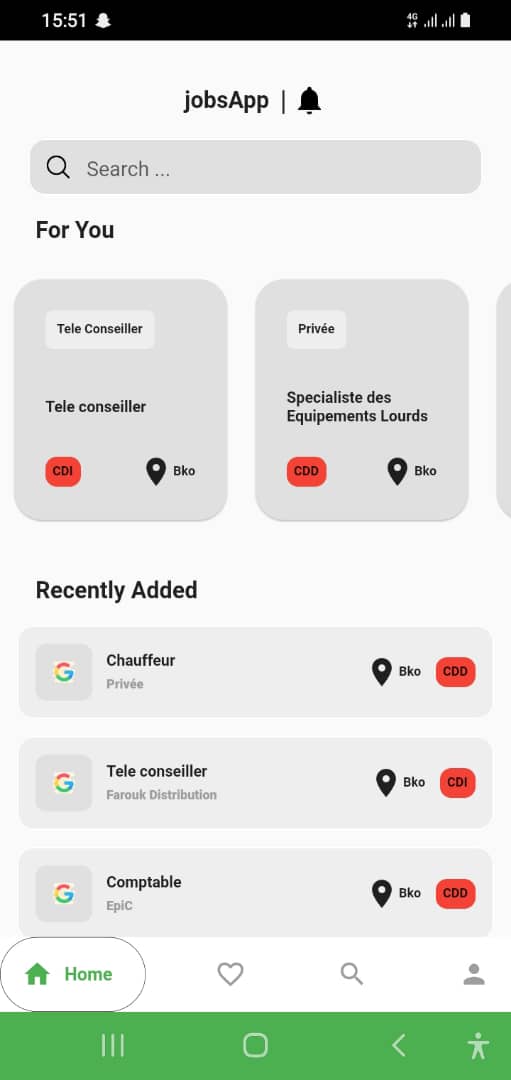 15:51
4G
jobsApp |
Search ...
For You
Tele Conseiller
Privée
Tele conseiller
Specialiste des
Equipements Lourds
CDI
Bko
CDD
Bko
Recently Added
Chauffeur
Privée
Bko
CDD
Tele conseiller
Farouk Distribution
Bko
CDI
Comptable
EpiC
Bko
CDD
Home